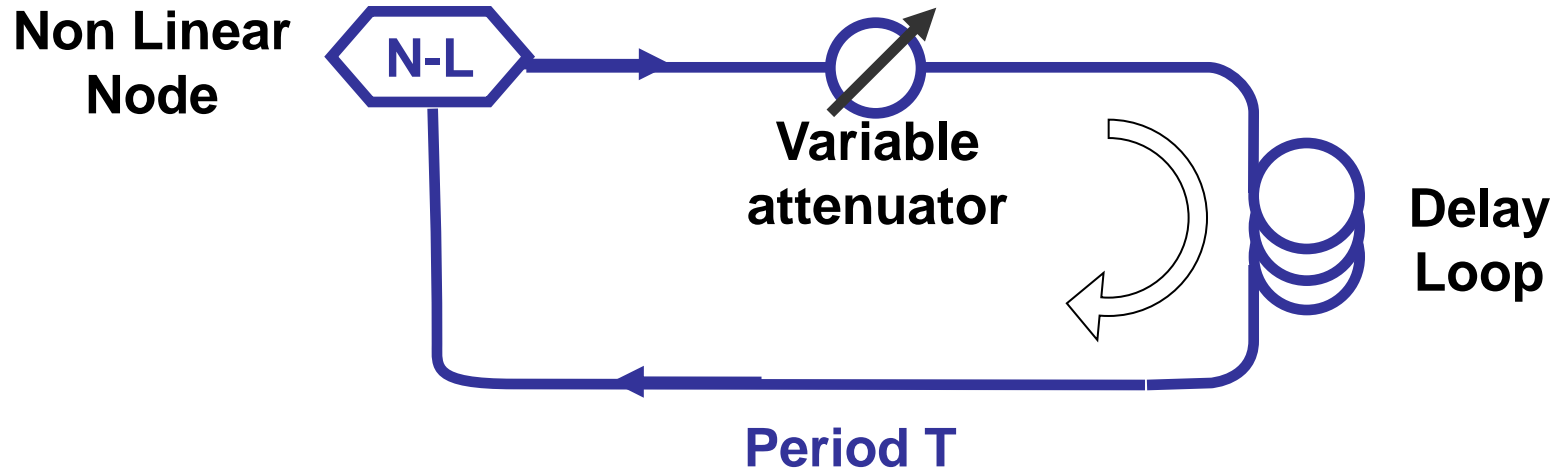 Non Linear
Node
N-L
Variable
attenuator
Delay
Loop
Period T